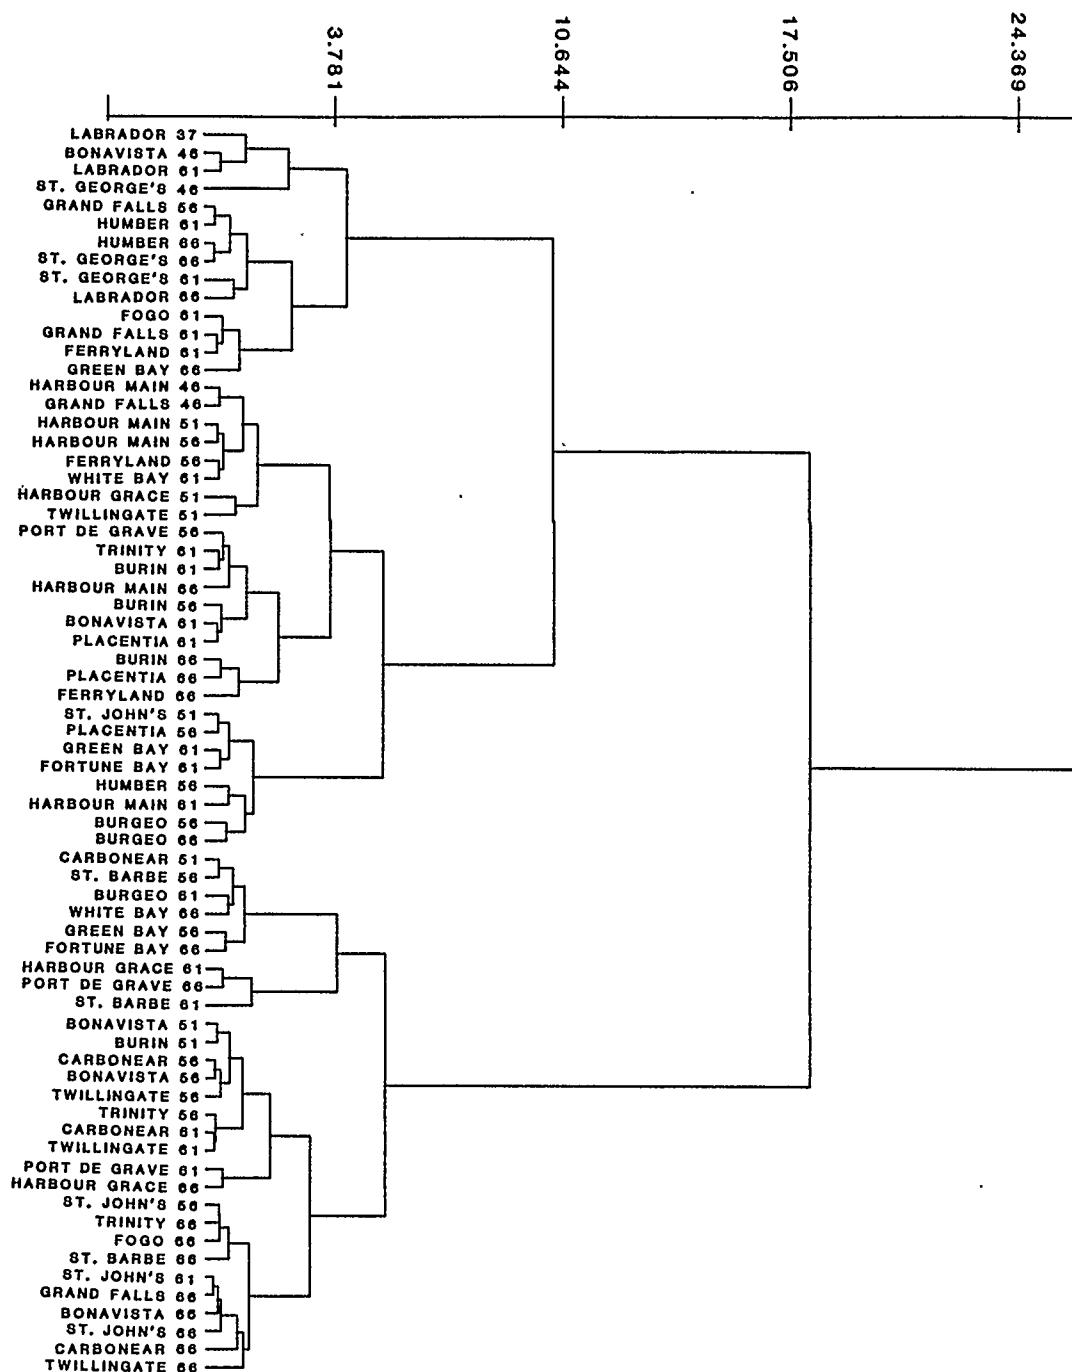 3.781
10.644
17.506
24.369
LABRADOR 37
BONAVISTA 46
LABRADOR 61
ST. GEORGE'S 46
GRAND FALLS 56
HUMBER 61
HUMBER 66
ST. GEORGE'S 66
ST. GEORGE'S 61
LABRADOR 66
FOGO 61
GRAND FALLS 61
FERRYLAND 61
GREEN BAY 66
HARBOUR MAIN 46
GRAND FALLS 46
HARBOUR MAIN 51
HARBOUR MAIN 56
FERRYLAND 56
WHITE BAY 61
HARBOUR GRACE 51
TWILLINGATE 51
PORT DE GRAVE 56
TRINITY 61
BURIN 61
HARBOUR MAIN 66
BURIN 56
BONAVISTA 61
PLACENTIA 61
BURIN 66
PLACENTIA 66
FERRYLAND 66
ST. JOHN'S 51
PLACENTIA 56
GREEN BAY 61
FORTUNE BAY 61
HUMBER 56
HARBOUR MAIN 61
BURGEO 56
BURGEO 66
CARBONEAR 51
ST. BARBE 56
BURGEO 61
WHITE BAY 66
GREEN BAY 56
FORTUNE BAY 66
HARBOUR GRACE 61
PORT DE GRAVE 66
ST. BARBE 61
BONAVISTA 51
BURIN 51
CARBONEAR 56
BONAVISTA 56
TWILLINGATE 56
TRINITY 56
CARBONEAR 61
TWILLINGATE 61
PORT DE GRAVE 61
HARBOUR GRACE 66
ST. JOHN'S 56
TRINITY 66
FOGO 66
ST. BARBE 66
ST. JOHN'S 61
GRAND FALLS 66
BONAVISTA 66
ST. JOHN'S 66
CARBONEAR 66
TWILLINGATE 66